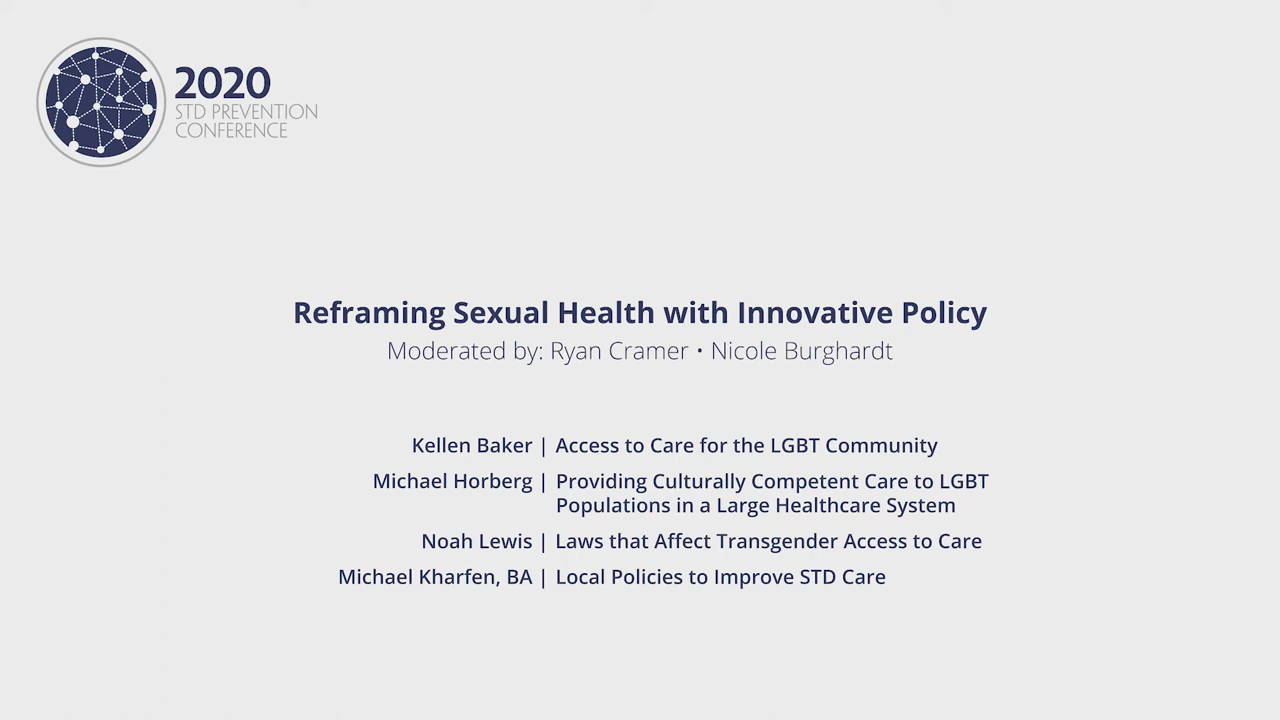 2020
STD PREVENTION
CONFERENCE
Reframing Sexual Health with Innovative Policy
Moderated by: Ryan Cramer • Nicole Burghardt
Kellen Baker | Access to Care for the LGBT Community
Michael Horberg | Providing Culturally Competent Care to LGBT
Populations in a Large Healthcare System
Noah Lewis | Laws that Affect Transgender Access to Care
Michael Kharfen, BA | Local Policies to Improve STD Care